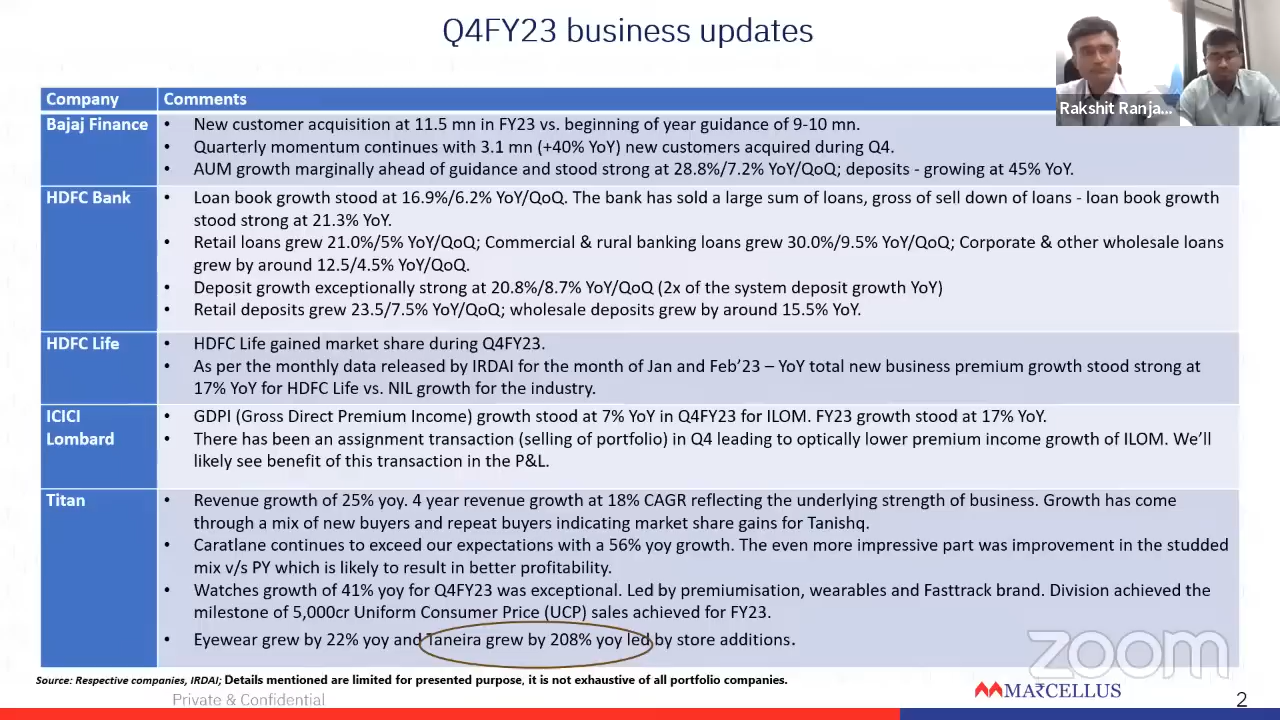 Q4FY23 business updates
Rakshit Ranja...
Company Comments
Bajaj Finance • New customer acquisition at 11.5 mn in FY23 vs. beginning of year guidance of 9-10 mn.
• Quarterly momentum continues with 3.1 mn (+40% YoY) new customers acquired during Q4.
• AUM growth marginally ahead of guidance and stood strong at 28.8%/7.2% YoY/QoQ; deposits - growing at 45% YoY.
HDFC Bank • Loan book growth stood at 16.9%/6.2% YoY/QoQ. The bank has sold a large sum of loans, gross of sell down of loans - loan book growth
stood strong at 21.3% YoY.
• Retail loans grew 21.0%/5% YoY/QoQ; Commercial & rural banking loans grew 30.0%/9.5% YoY/QoQ; Corporate & other wholesale loans
grew by around 12.5/4.5% YoY/QoQ.
• Deposit growth exceptionally strong at 20.8%/8.7% YoY/QoQ (2x of the system deposit growth YoY)
• Retail deposits grew 23.5/7.5% YoY/QoQ; wholesale deposits grew by around 15.5% YoY.
HDFC Life • HDFC Life gained market share during Q4FY23.
• As per the monthly data released by IRDAI for the month of Jan and Feb'23 – YoY total new business premium growth stood strong at
17% YoY for HDFC Life vs. NIL growth for the industry.
ICICI • GDPI (Gross Direct Premium Income) growth stood at 7% YoY in Q4FY23 for ILOM. FY23 growth stood at 17% YoY.
Lombard • There has been an assignment transaction (selling of portfolio) in Q4 leading to optically lower premium income growth of ILOM. We'll
likely see benefit of this transaction in the P&L.
Titan • Revenue growth of 25% yoy. 4 year revenue growth at 18% CAGR reflecting the underlying strength of business. Growth has come
through a mix of new buyers and repeat buyers indicating market share gains for Tanishq.
• Caratlane continues to exceed our expectations with a 56% yoy growth. The even more impressive part was improvement in the studded
mix v/s PY which is likely to result in better profitability.
• Watches growth of 41% yoy for Q4FY23 was exceptional. Led by premiumisation, wearables and Fasttrack brand. Division achieved the
milestone of 5,000cr Uniform Consumer Price (UCP) sales achieved for FY23.
• Eyewear grew by 22% yoy and Taneira grew by 208% yoy led by store additions.
zoom
Source: Respective companies, IRDAI; Details mentioned are limited for presented purpose, it is not exhaustive of all portfolio companies.
MARCELLUS
Private & Confidential
2